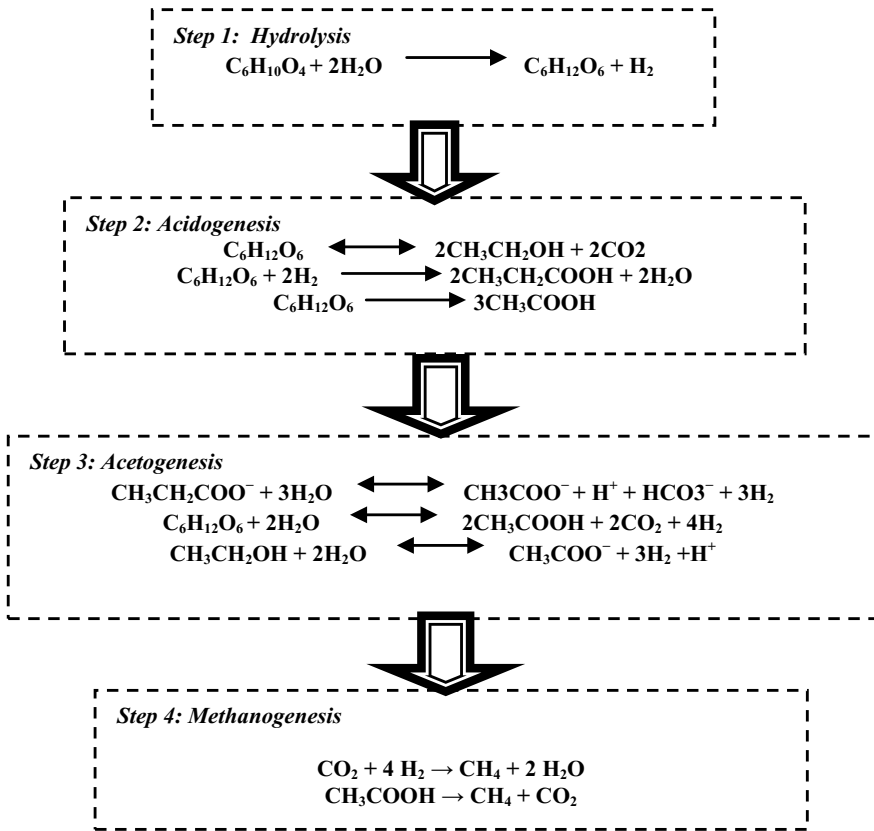 Step 1: Hydrolysis
C₆H₁₀O₄ + 2H₂O ⟶ C₆H₁₂O₆ + H₂
Step 2: Acidogenesis
C₆H₁₂O₆ ⟷ 2CH₃CH₂OH + 2CO2
C₆H₁₂O₆ + 2H₂ ⟶ 2CH₃CH₂COOH + 2H₂O
C₆H₁₂O₆ ⟶ 3CH₃COOH
Step 3: Acetogenesis
CH₃CH₂COO⁻ + 3H₂O ⟷ CH3COO⁻ + H⁺ + HCO3⁻ + 3H₂
C₆H₁₂O₆ + 2H₂O ⟷ 2CH₃COOH + 2CO₂ + 4H₂
CH₃CH₂OH + 2H₂O ⟷ CH₃COO⁻ + 3H₂ +H⁺
Step 4: Methanogenesis
CO₂ + 4 H₂ → CH₄ + 2 H₂O
CH₃COOH → CH₄ + CO₂